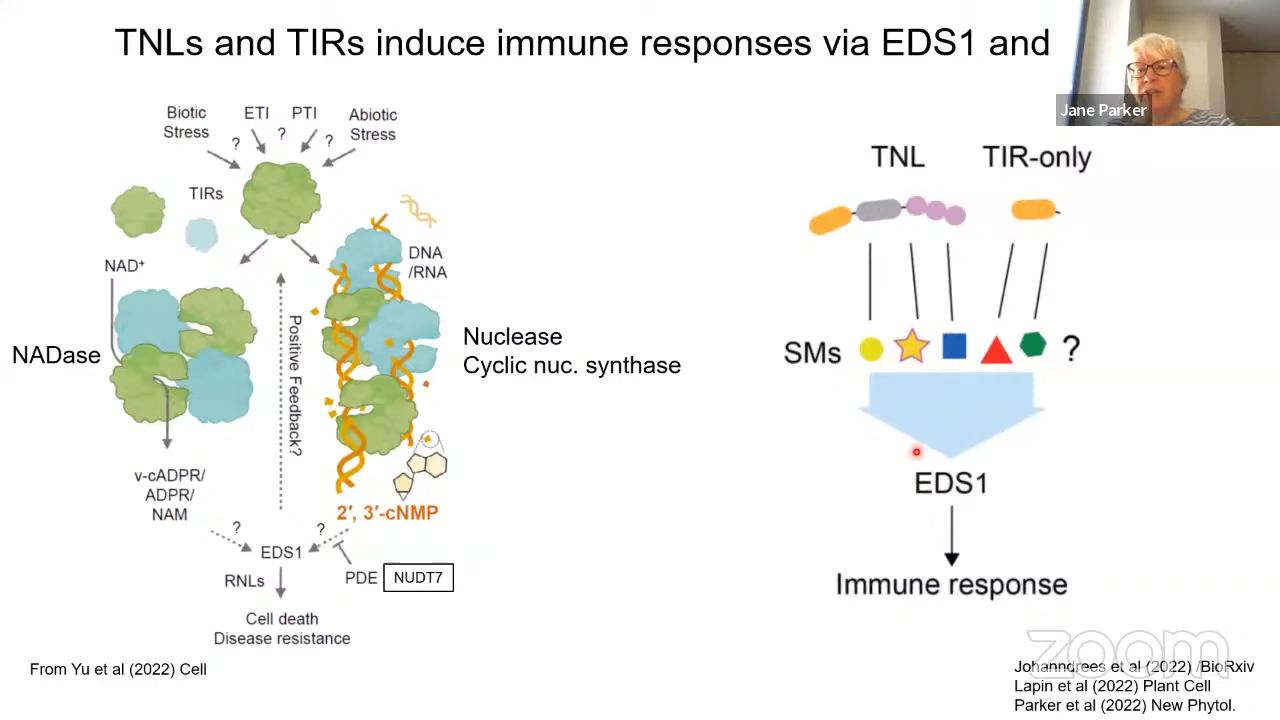 TNLs and TIRs induce immune responses via EDS1 and
Jane Parker
Biotic
Stress
ETI
PTI
Abiotic
Stress
?
?
?
TIRs
NAD+
DNA
/RNA
NADase
Positive Feedback?
Nuclease
Cyclic nuc. synthase
v-cADPR/
ADPR/
NAM
2′, 3′-cNMP
?
?
EDS1
RNLs
PDE
NUDT7
Cell death
Disease resistance
From Yu et al (2022) Cell
TNL
TIR-only
SMs
?
EDS1
Immune response
zoom
Johanndrees et al (2022) /BioRxiv
Lapin et al (2022) Plant Cell
Parker et al (2022) New Phytol.